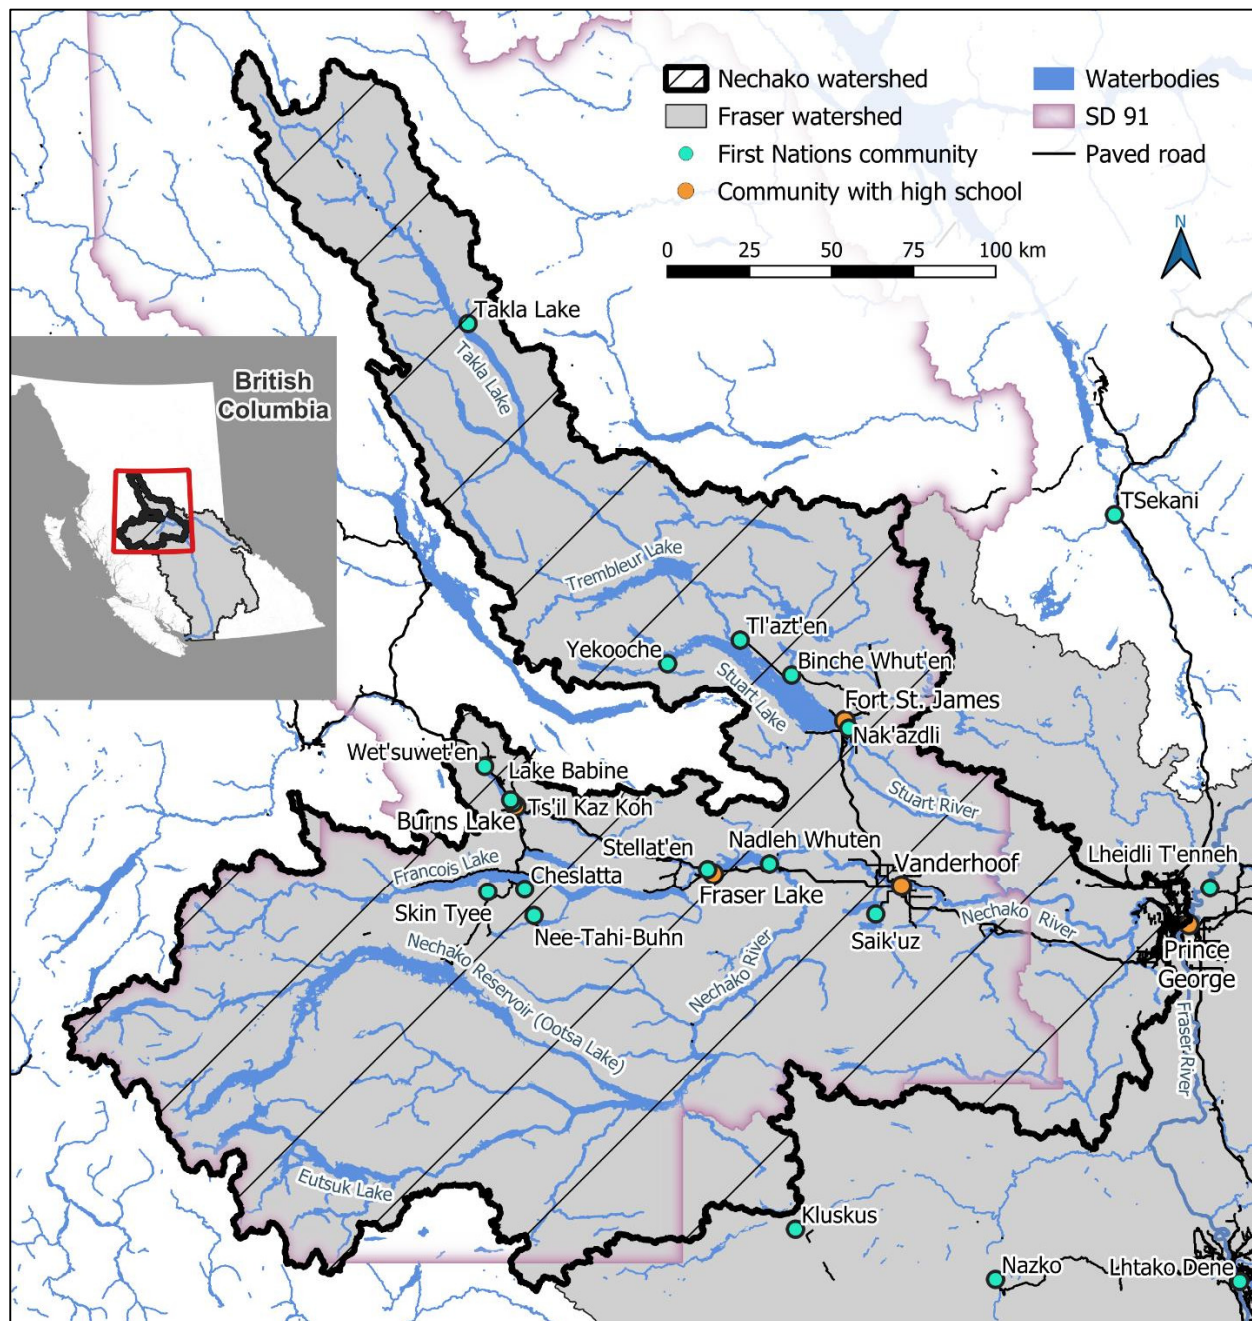 Nechako watershed
Fraser watershed
First Nations community
Community with high school
Waterbodies
SD 91
Paved road
0 25 50 75 100 km
N
British
Columbia
Takla Lake
Takla Lake
TSekani
Trembleur Lake
Tl'azt'en
Yekooche
Binche Whut'en
Stuart Lake
Fort St. James
Nak'azdli
Wet'suwet'en
Lake Babine
Stuart River
Burns Lake
Ts'il Kaz Koh
Stellat'en
Nadleh Whuten
Vanderhoof
Lheidli T'enneh
Francois Lake
Cheslatta
Fraser Lake
Skin Tyee
Nee-Tahi-Buhn
Saik'uz
Nechako River
Prince
George
Nechako Reservoir (Ootsa Lake)
Nechako River
Fraser River
Eutsuk Lake
Kluskus
Nazko
Lhtako Dene